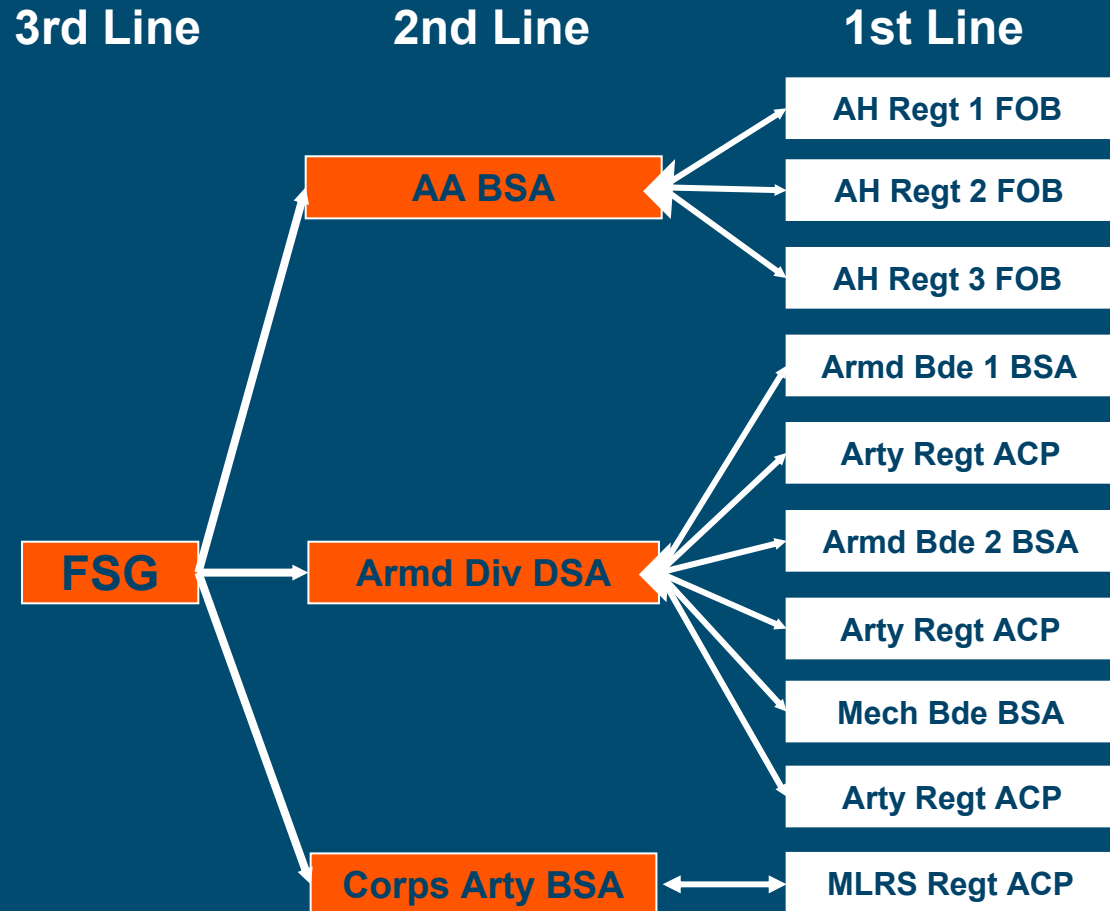 3rd Line
2nd Line
1st Line
AH Regt 1 FOB
AA BSA
AH Regt 2 FOB
AH Regt 3 FOB
Armd Bde 1 BSA
Arty Regt ACP
Armd Bde 2 BSA
FSG
Armd Div DSA
Arty Regt ACP
Mech Bde BSA
Arty Regt ACP
Corps Arty BSA
MLRS Regt ACP